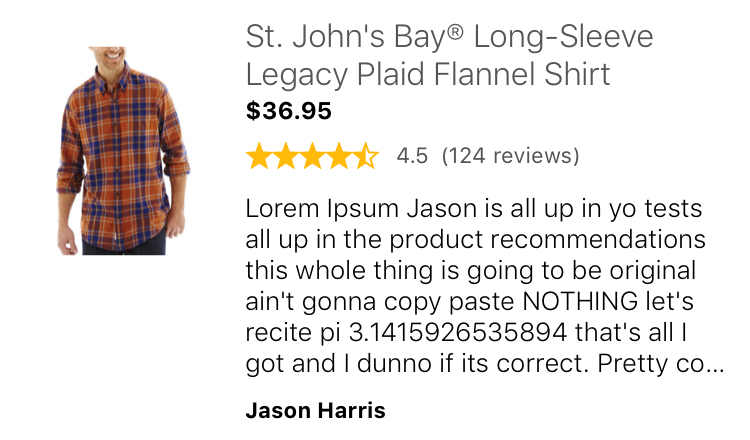 St. John's Bay® Long-Sleeve
Legacy Plaid Flannel Shirt
$36.95
4.5 (124 reviews)
Lorem Ipsum Jason is all up in yo tests
all up in the product recommendations
this whole thing is going to be original
ain't gonna copy paste NOTHING let's
recite pi 3.1415926535894 that's all I
got and I dunno if its correct. Pretty co...
Jason Harris